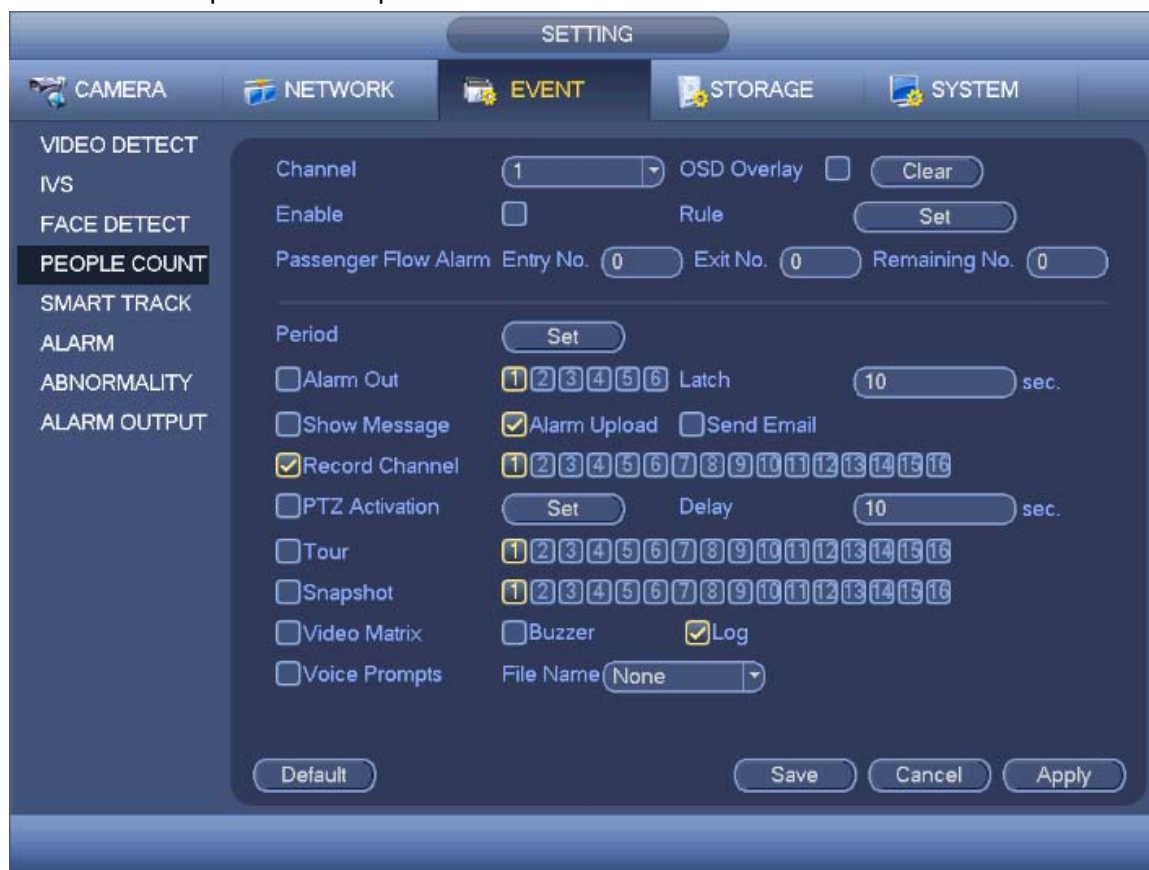 SETTING
CAMERA NETWORK EVENT STORAGE SYSTEM
VIDEO DETECT
IVS
FACE DETECT
PEOPLE COUNT
SMART TRACK
ALARM
ABNORMALITY
ALARM OUTPUT
Channel 1 OSD Overlay Clear
Enable Rule Set
Passenger Flow Alarm Entry No. 0 Exit No. 0 Remaining No. 0
Period Set
Alarm Out 1 2 3 4 5 6 Latch 10 sec.
Show Message Alarm Upload Send Email
Record Channel 1 2 3 4 5 6 7 8 9 10 11 12 13 14 15 16
PTZ Activation Set Delay 10 sec.
Tour 1 2 3 4 5 6 7 8 9 10 11 12 13 14 15 16
Snapshot 1 2 3 4 5 6 7 8 9 10 11 12 13 14 15 16
Video Matrix Buzzer Log
Voice Prompts File Name None
Default Save Cancel Apply